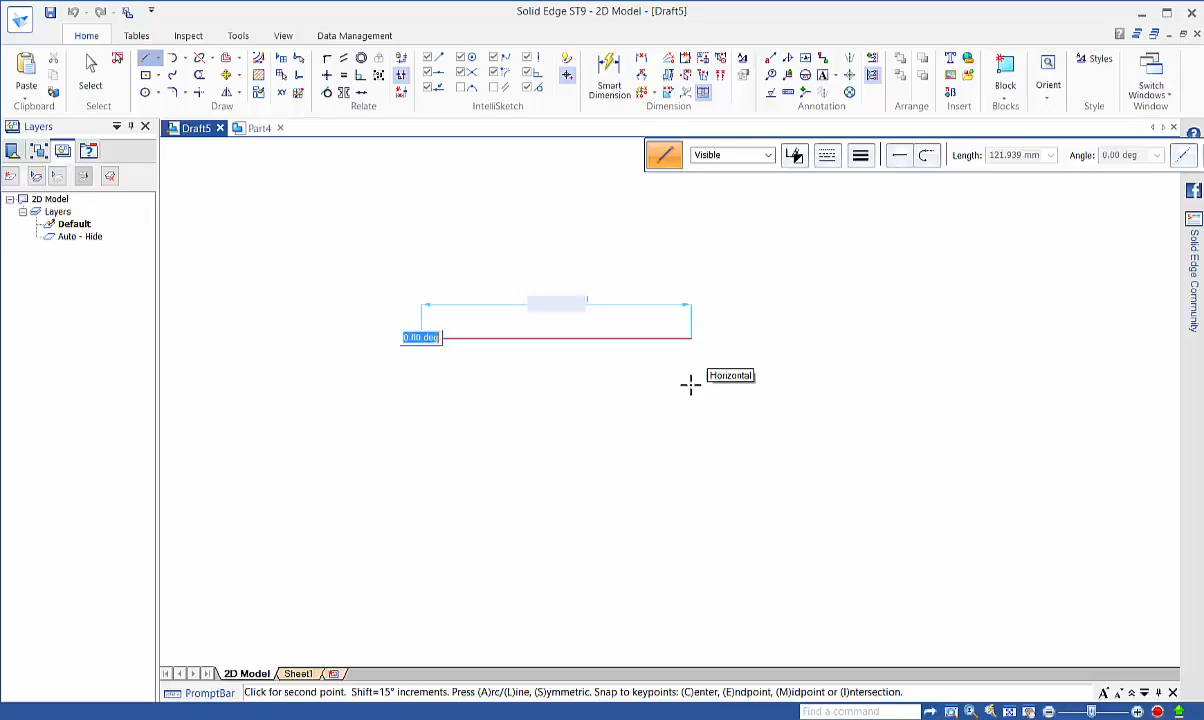 Solid Edge ST9 - 2D Model - [Draft5]
Home Tables Inspect Tools View Data Management
Paste
Select
Smart Dimension
Block
Orient
Styles
Switch Windows
Clipboard Select Draw Relate IntelliSketch Dimension Annotation Arrange Insert Blocks Style Window
Layers
Draft5 Part4
Visible Length: 121.939 mm Angle: 0.00 deg
2D Model
Layers
Default
Auto - Hide
0.00 deg
Horizontal
Solid Edge Community
2D Model Sheet1
PromptBar Click for second point. Shift=15° increments. Press (A)rc/(L)ine, (S)ymmetric. Snap to keypoints: (C)enter, (E)ndpoint, (M)idpoint or (I)ntersection.
Find a command